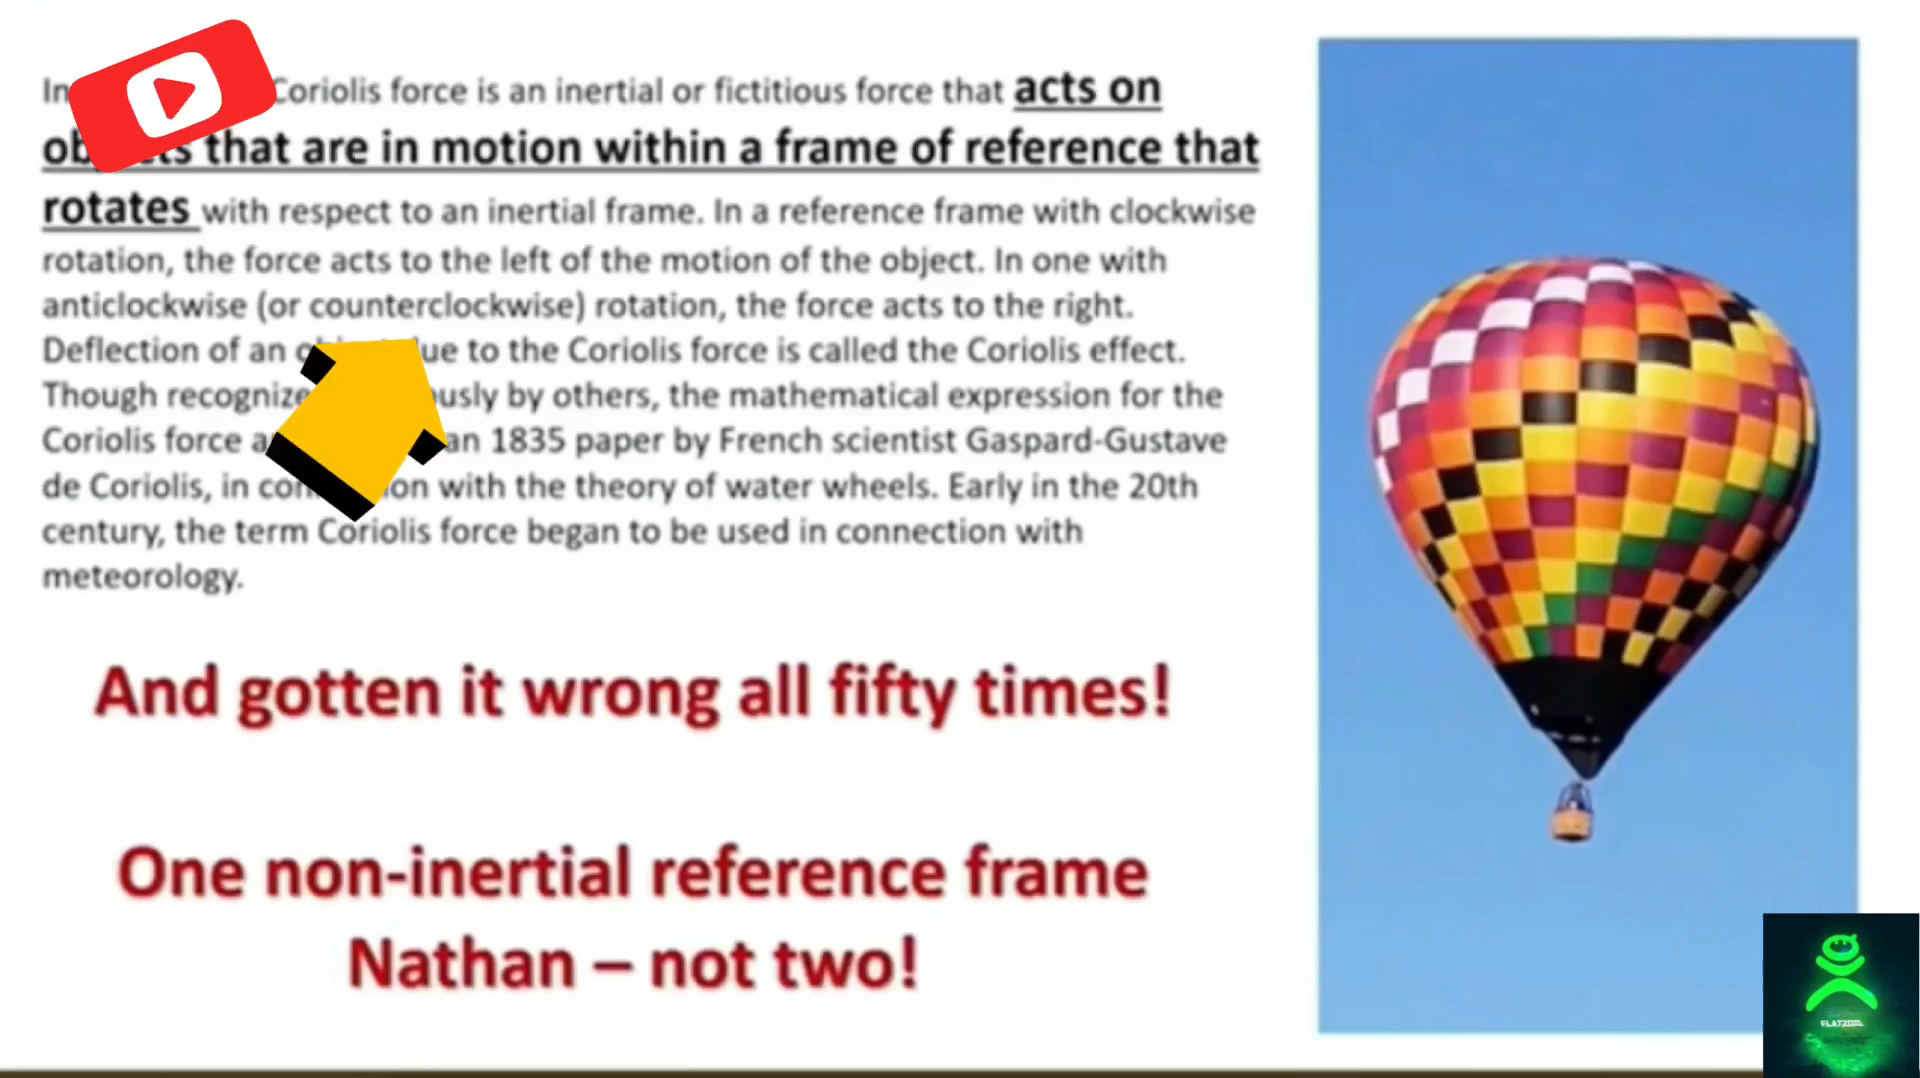 In Coriolis force is an inertial or fictitious force that acts on
that are in motion within a frame of reference that
rotates with respect to an inertial frame. In a reference frame with clockwise
rotation, the force acts to the left of the motion of the object. In one with
anticlockwise (or counterclockwise) rotation, the force acts to the right.
Deflection of an to the Coriolis force is called the Coriolis effect.
Though by others, the mathematical expression for the
Coriolis force an 1835 paper by French scientist Gaspard-Gustave
de Coriolis, in with the theory of water wheels. Early in the 20th
century, the term Coriolis force began to be used in connection with
meteorology.
And gotten it wrong all fifty times!
One non-inertial reference frame
Nathan – not two!